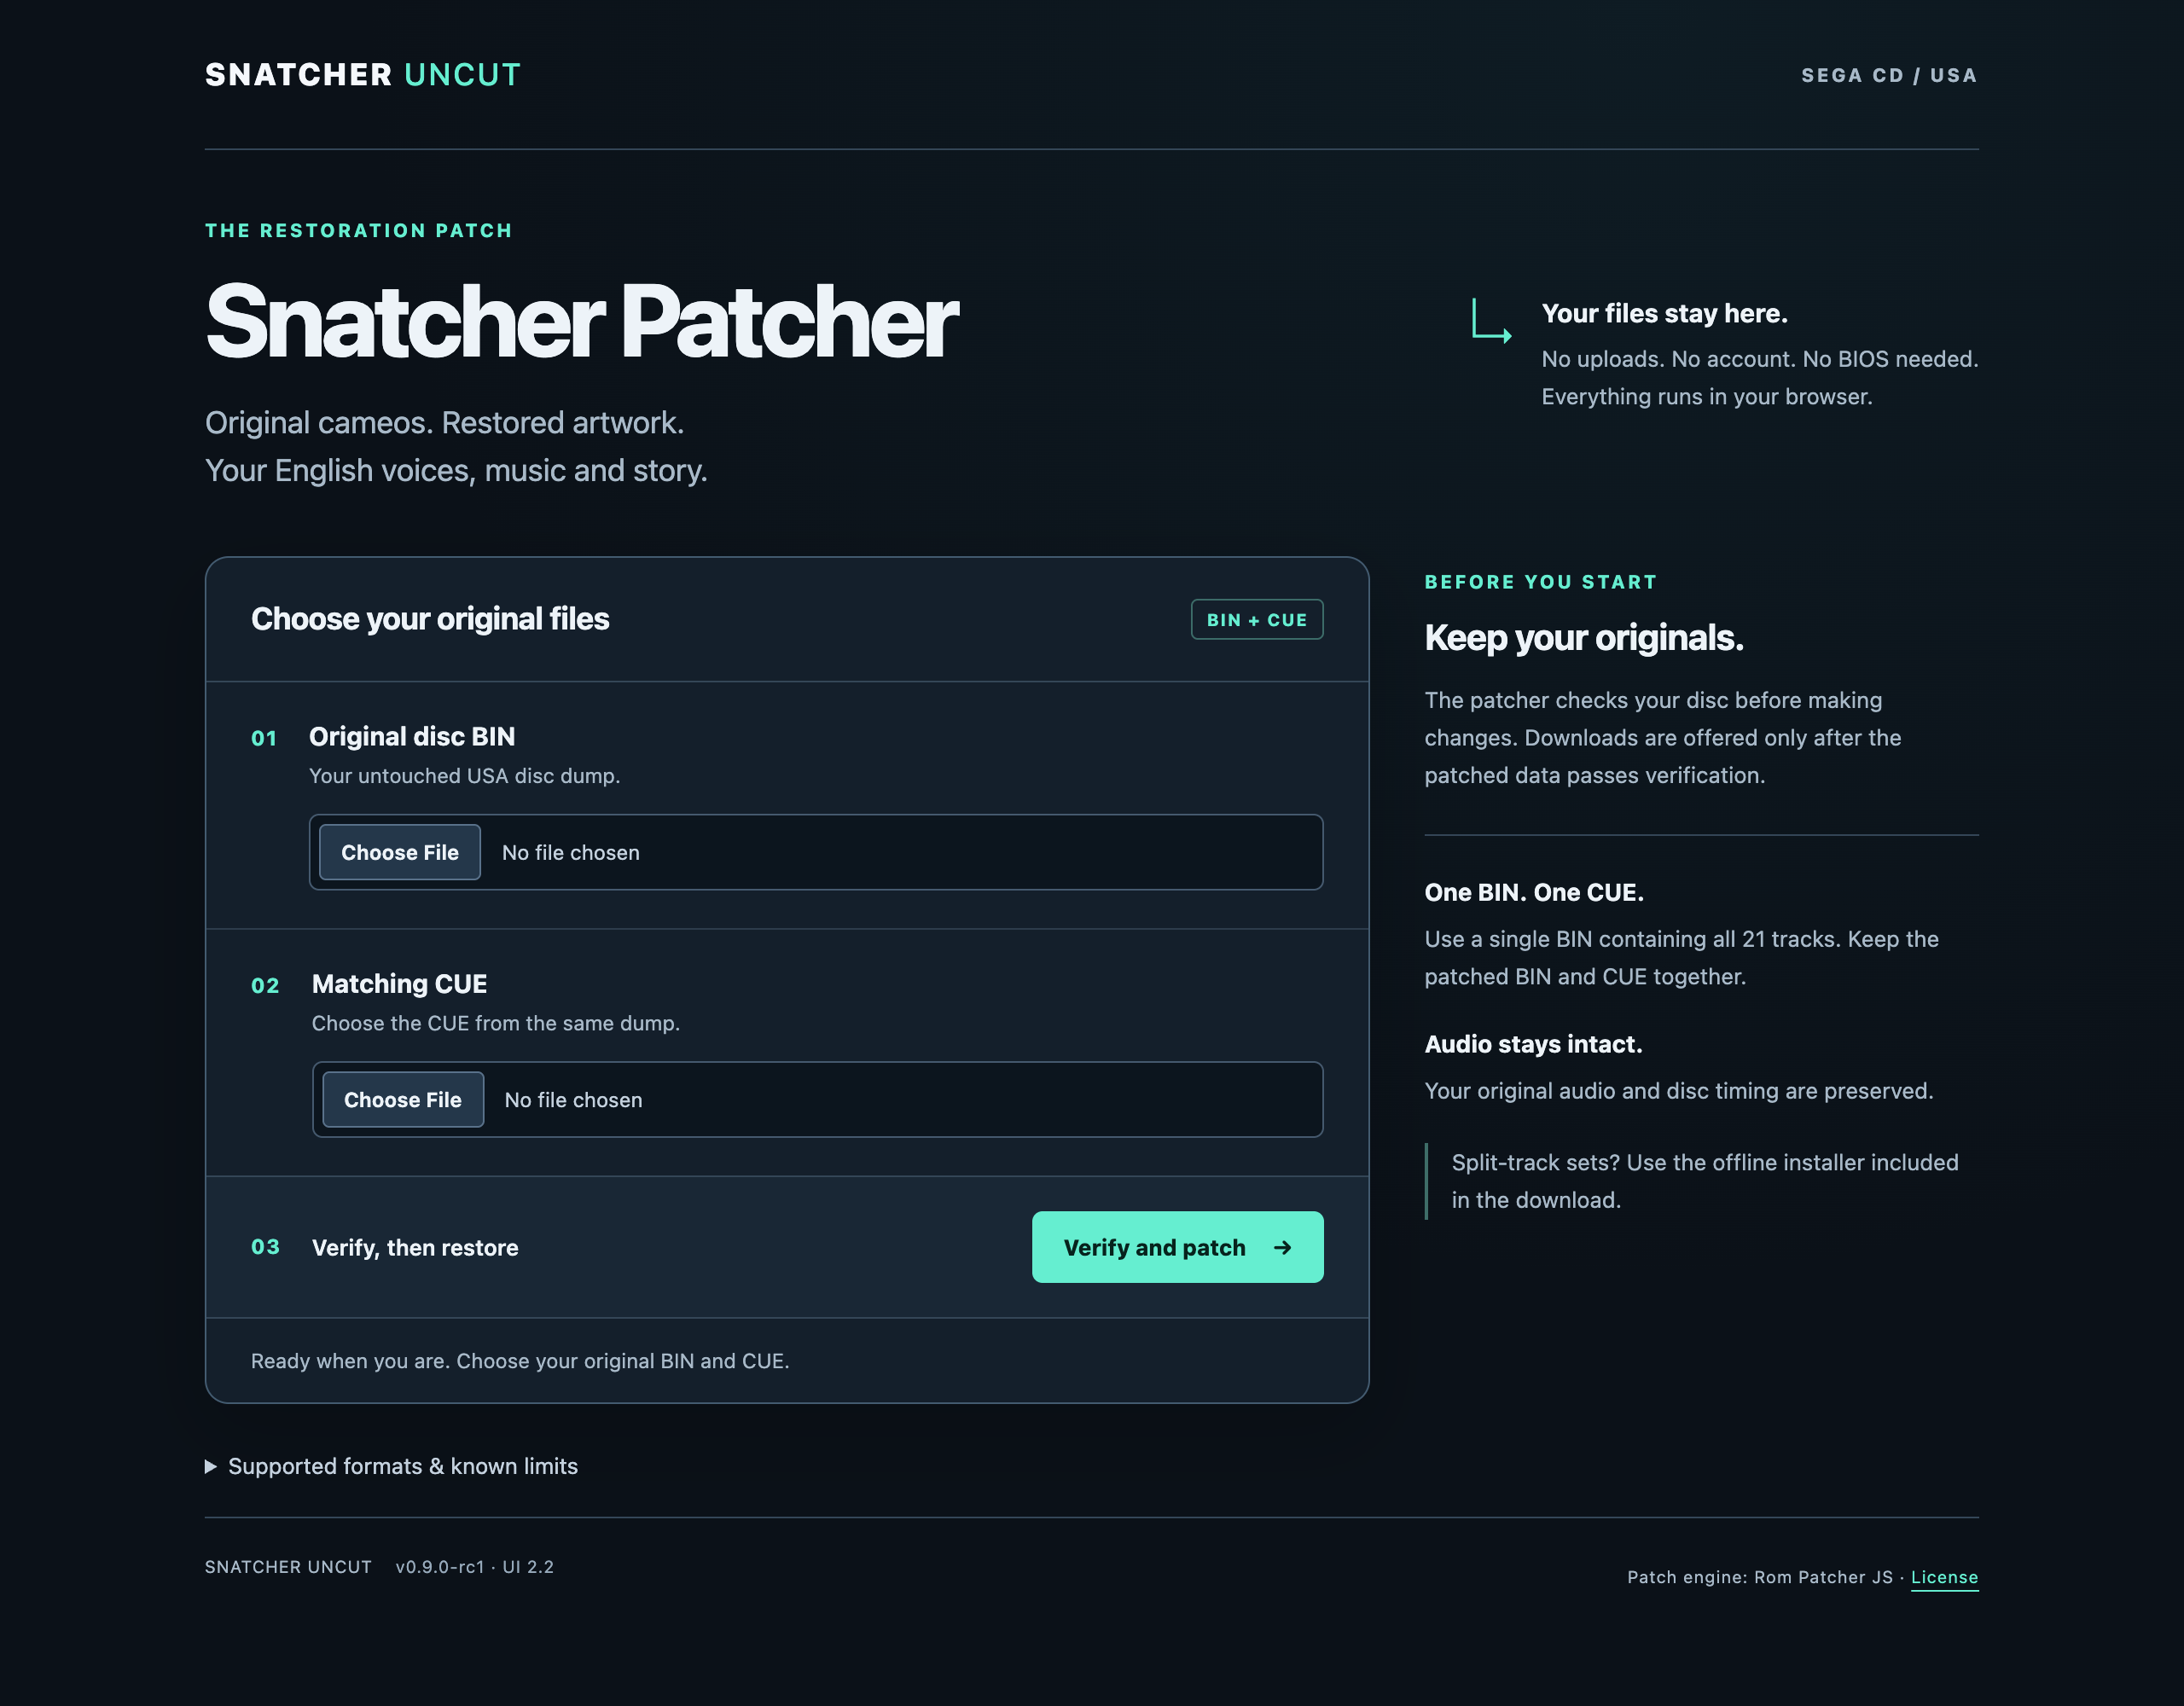 SNATCHER UNCUT
SEGA CD / USA
THE RESTORATION PATCH
Snatcher Patcher
Original cameos. Restored artwork.
Your English voices, music and story.
Your files stay here.
No uploads. No account. No BIOS needed.
Everything runs in your browser.
Choose your original files
BIN + CUE
01 Original disc BIN
Your untouched USA disc dump.
Choose File No file chosen
02 Matching CUE
Choose the CUE from the same dump.
Choose File No file chosen
03 Verify, then restore
Verify and patch →
Ready when you are. Choose your original BIN and CUE.
BEFORE YOU START
Keep your originals.
The patcher checks your disc before making
changes. Downloads are offered only after the
patched data passes verification.
One BIN. One CUE.
Use a single BIN containing all 21 tracks. Keep the
patched BIN and CUE together.
Audio stays intact.
Your original audio and disc timing are preserved.
Split-track sets? Use the offline installer included
in the download.
▶ Supported formats & known limits
SNATCHER UNCUT v0.9.0-rc1 · UI 2.2
Patch engine: Rom Patcher JS · License